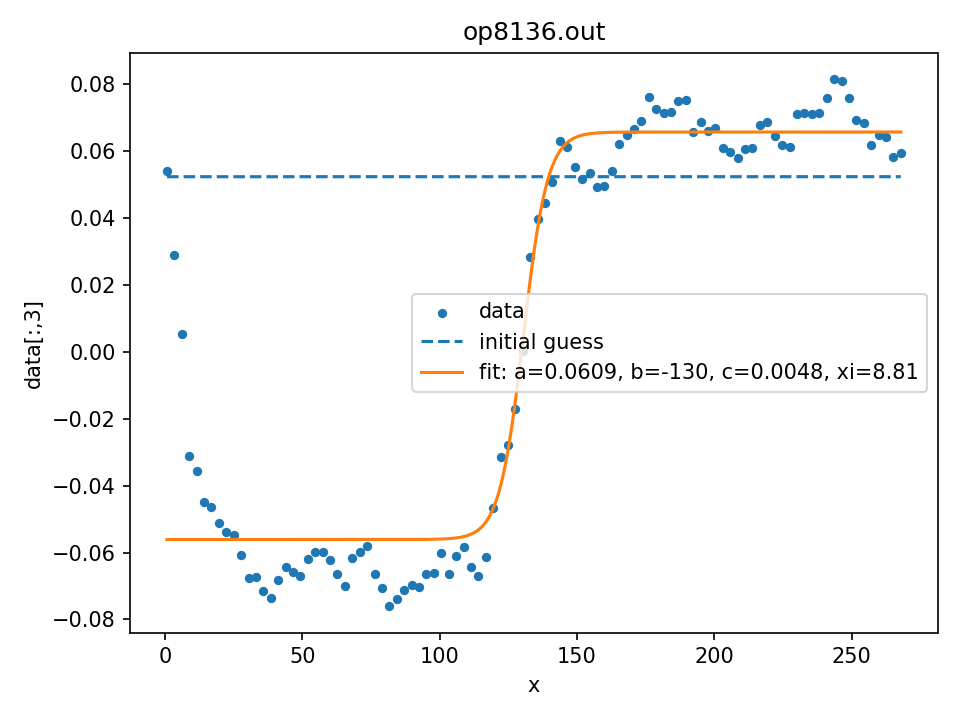 op8136.out
data[:,3]
0.08
0.06
0.04
0.02
0.00
−0.02
−0.04
−0.06
−0.08
data
initial guess
fit: a=0.0609, b=-130, c=0.0048, xi=8.81
0 50 100 150 200 250
x